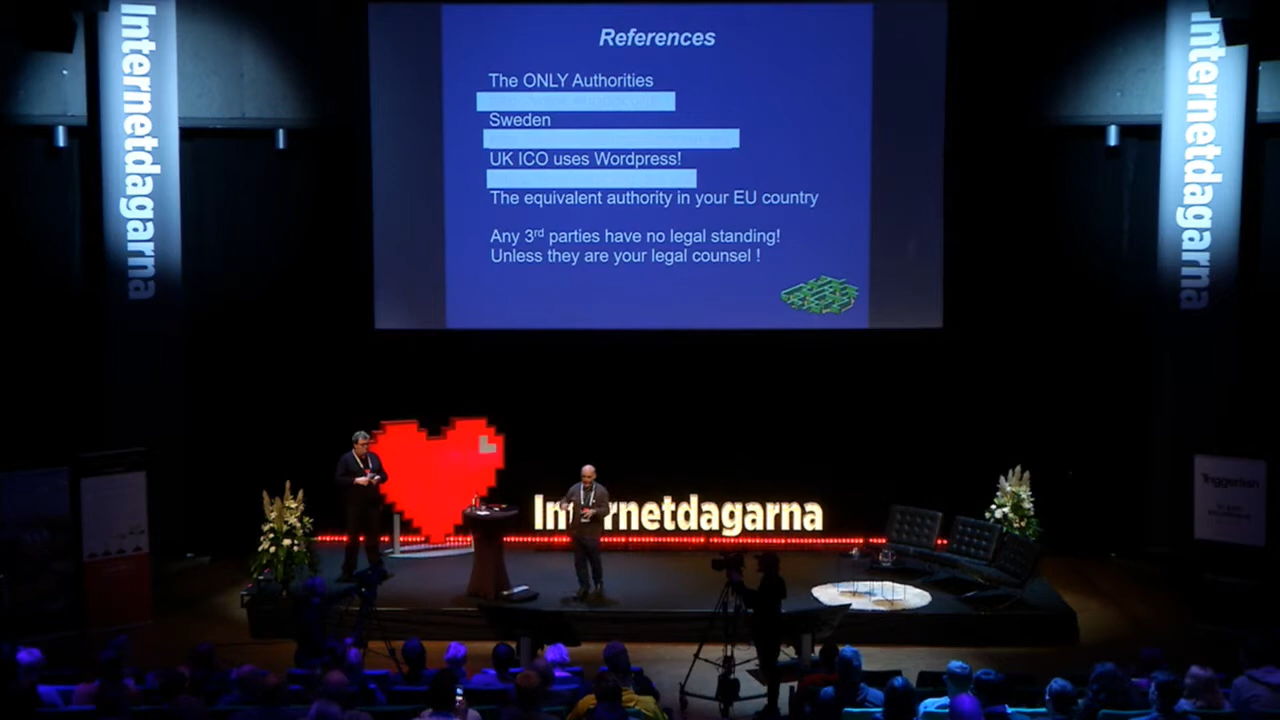 Internetdagarna
References
The ONLY Authorities
Sweden
UK ICO uses Wordpress!
The equivalent authority in your EU country
Any 3rd parties have no legal standing!
Unless they are your legal counsel !
Internetdagarna
Internetdagarna
Triggerfish